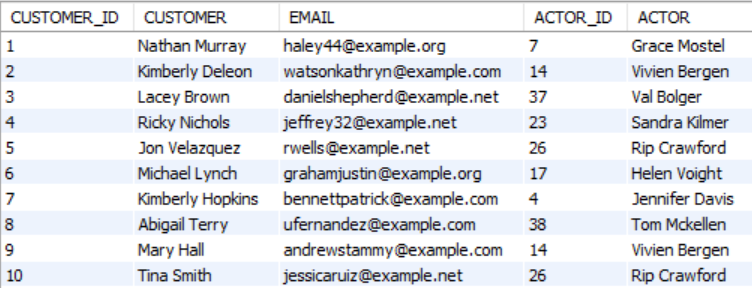 CUSTOMER_ID CUSTOMER EMAIL ACTOR_ID ACTOR
1 Nathan Murray haley44@example.org 7 Grace Mostel
2 Kimberly Deleon watsonkathryn@example.com 14 Vivien Bergen
3 Lacey Brown danielshepherd@example.net 37 Val Bolger
4 Ricky Nichols jeffrey32@example.net 23 Sandra Kilmer
5 Jon Velazquez rwells@example.net 26 Rip Crawford
6 Michael Lynch grahamjustin@example.org 17 Helen Voight
7 Kimberly Hopkins bennettpatrick@example.com 4 Jennifer Davis
8 Abigail Terry ufernandez@example.com 38 Tom Mckellen
9 Mary Hall andrewstammy@example.com 14 Vivien Bergen
10 Tina Smith jessicaruiz@example.net 26 Rip Crawford